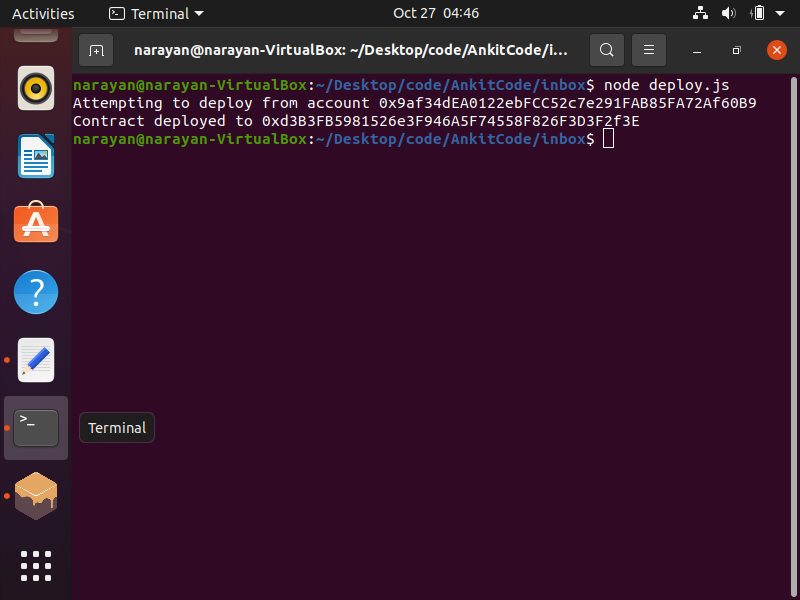 Activities
Terminal
Oct 27 04:46
narayan@narayan-VirtualBox: ~/Desktop/code/AnkitCode/i...
narayan@narayan-VirtualBox:~/Desktop/code/AnkitCode/inbox$ node deploy.js
Attempting to deploy from account 0x9af34dEA0122ebFCC52c7e291FAB85FA72Af60B9
Contract deployed to 0xd3B3FB5981526e3F946A5F74558F826F3D3F2f3E
narayan@narayan-VirtualBox:~/Desktop/code/AnkitCode/inbox$
Terminal